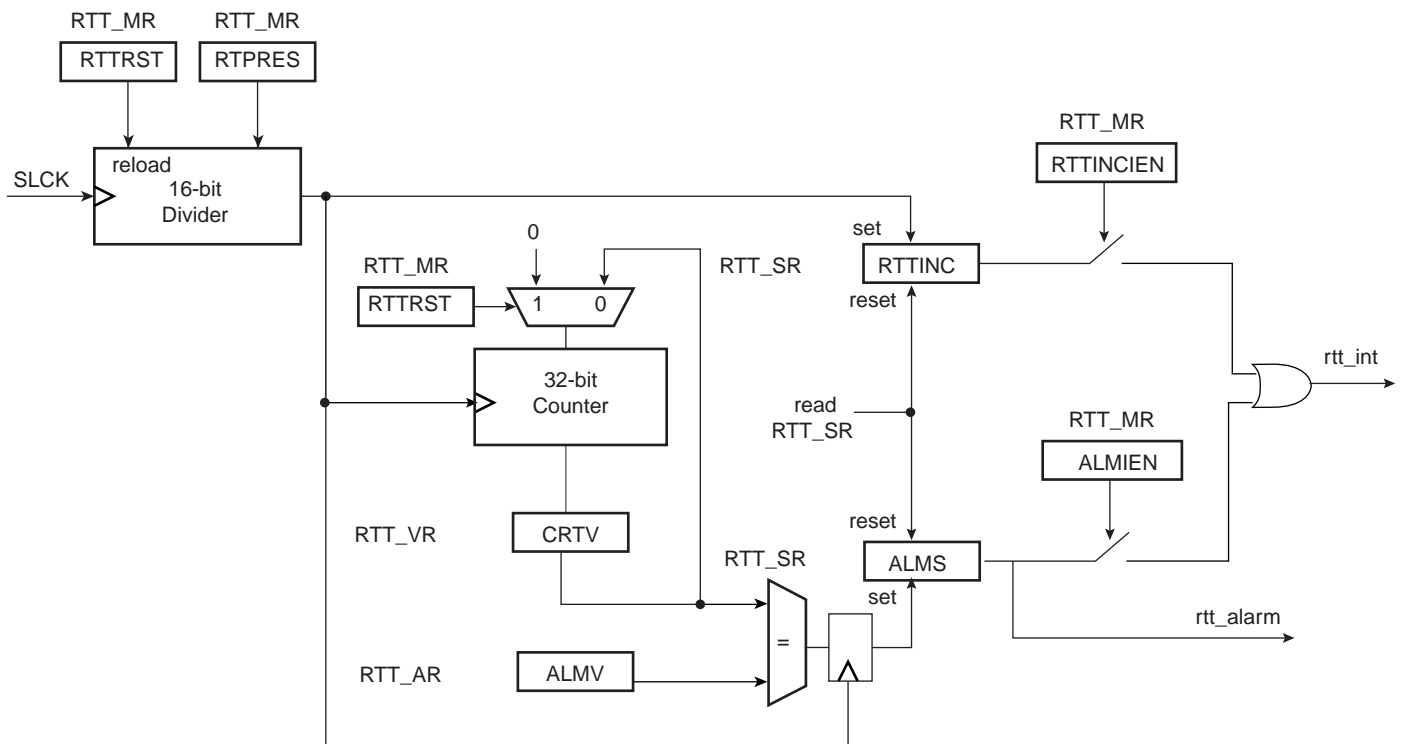 RTT_MR
RTT_MR
RTTRST
RTPRES
reload
16-bit
Divider
SLCK
RTT_MR
RTTINCIEN
0
RTT_MR
RTTRST
1
0
RTT_SR
set
RTTINC
reset
32-bit
Counter
read
RTT_SR
rtt_int
RTT_MR
ALMIEN
RTT_VR
CRTV
RTT_SR
reset
ALMS
set
rtt_alarm
=
RTT_AR
ALMV